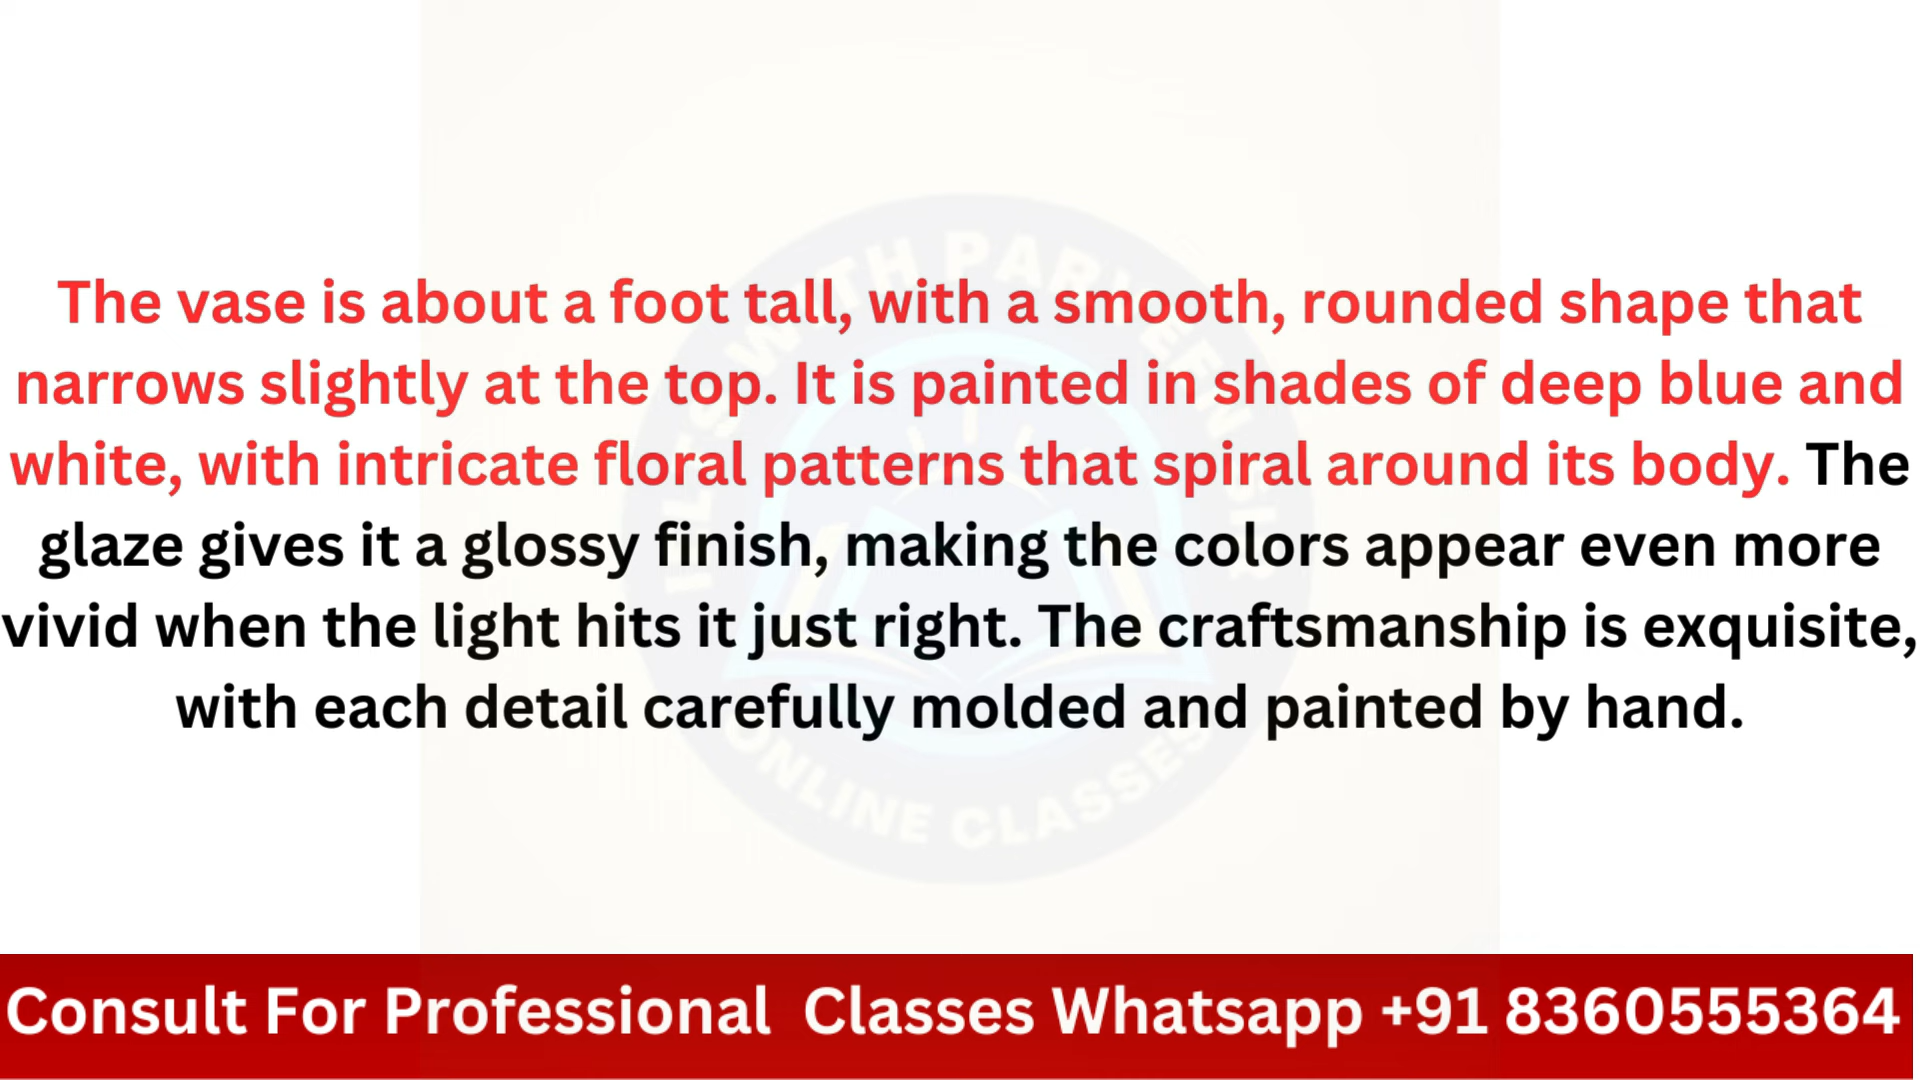 The vase is about a foot tall, with a smooth, rounded shape that
narrows slightly at the top. It is painted in shades of deep blue and
white, with intricate floral patterns that spiral around its body. The
glaze gives it a glossy finish, making the colors appear even more
vivid when the light hits it just right. The craftsmanship is exquisite,
with each detail carefully molded and painted by hand.
WITH
ONLINE CLASSES
Consult For Professional Classes Whatsapp +91 8360555364